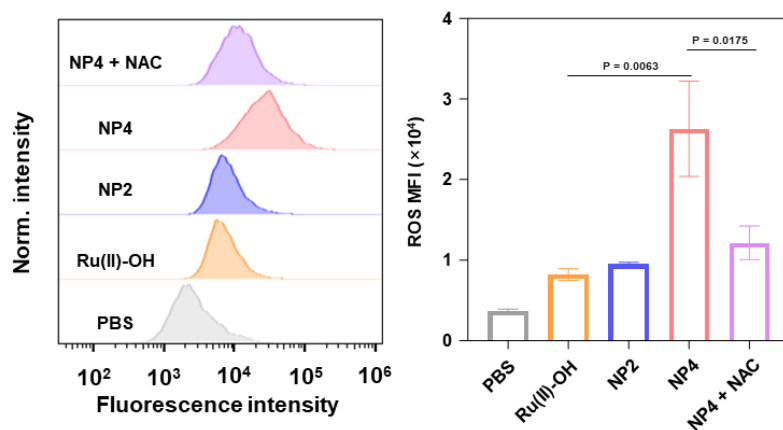 Norm. intensity
NP4 + NAC
NP4
NP2
Ru(II)-OH
PBS
10² 10³ 10⁴ 10⁵ 10⁶
Fluorescence intensity
ROS MFI (×10⁴)
4
3
2
1
0
P = 0.0175
P = 0.0063
PBS
Ru(II)-OH
NP2
NP4
NP4 + NAC